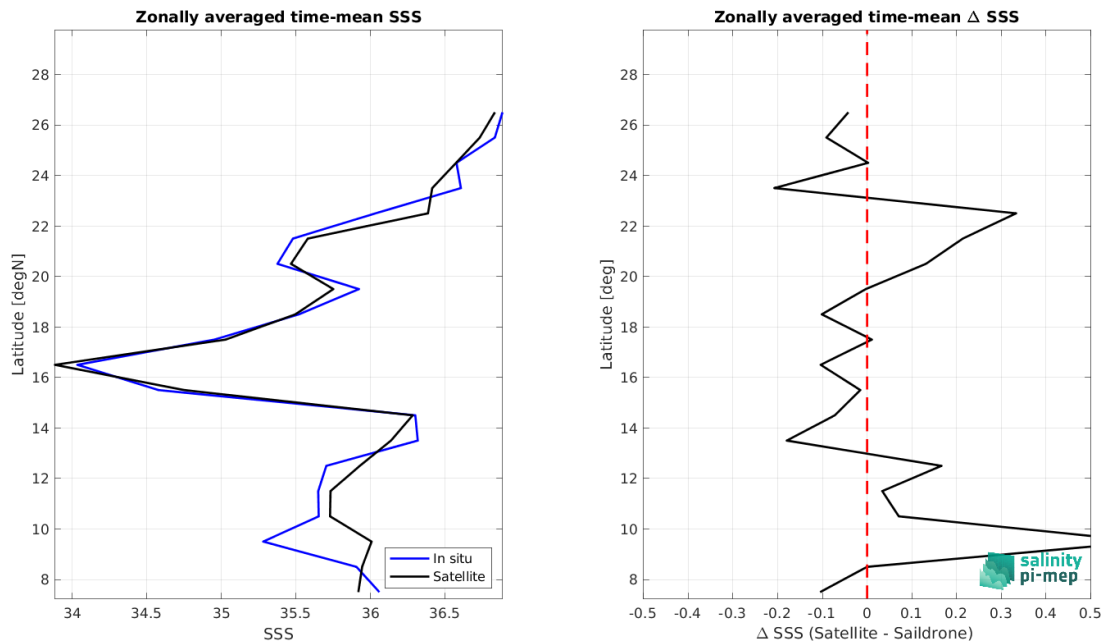 Zonally averaged time-mean SSS
28
26
24
22
20
18
16
14
12
10
8
Latitude [degN]
34 34.5 35 35.5 36 36.5
SSS
In situ
Satellite
Zonally averaged time-mean Δ SSS
28
26
24
22
20
18
16
14
12
10
8
Latitude [deg]
-0.5 -0.4 -0.3 -0.2 -0.1 0 0.1 0.2 0.3 0.4 0.5
Δ SSS (Satellite - Saildrone)
salinity
pi-mep